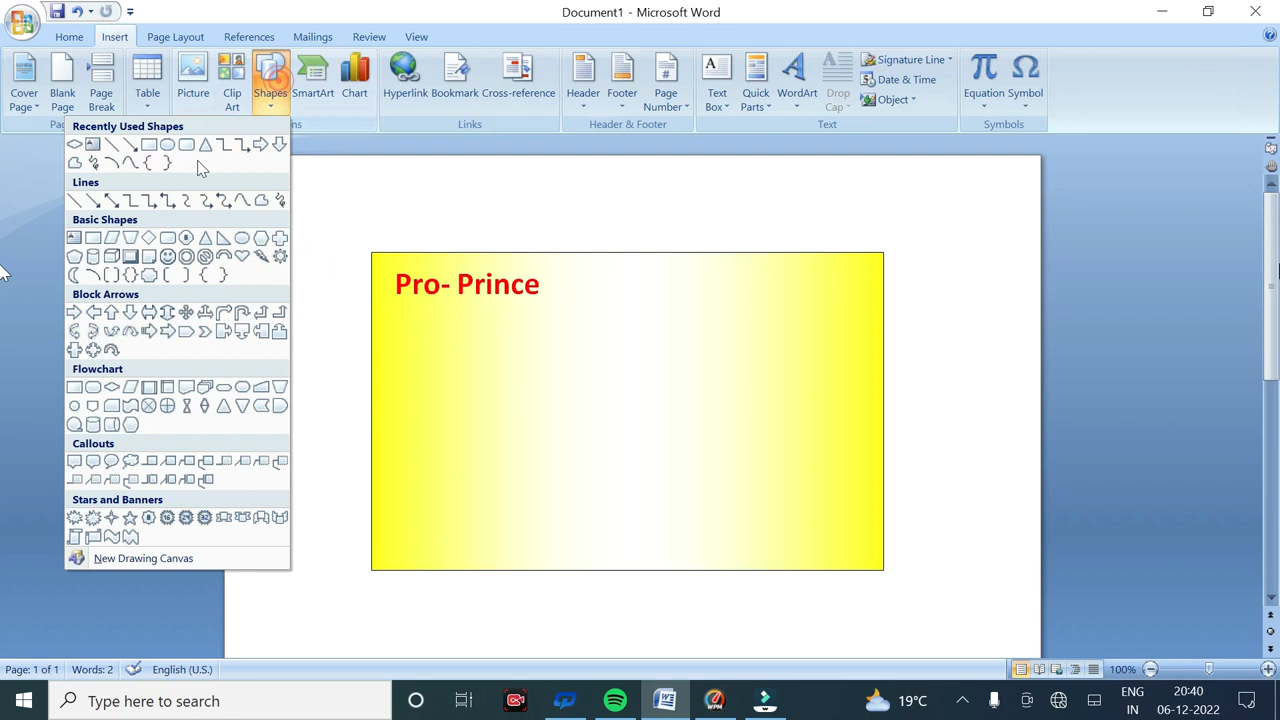 Document1 - Microsoft Word
Home Insert Page Layout References Mailings Review View
Cover Page Blank Page Page Break Table Picture Clip Art Shapes SmartArt Chart Hyperlink Bookmark Cross-reference Header Footer Page Number Text Box Quick Parts WordArt Drop Cap Signature Line Date & Time Object Equation Symbol
Links Header & Footer Text Symbols
Recently Used Shapes
Lines
Basic Shapes
Block Arrows
Flowchart
Callouts
Stars and Banners
New Drawing Canvas
Pro- Prince
Page: 1 of 1 Words: 2 English (U.S.) 100%
Type here to search
WPM
19°C
ENG
IN
20:40
06-12-2022